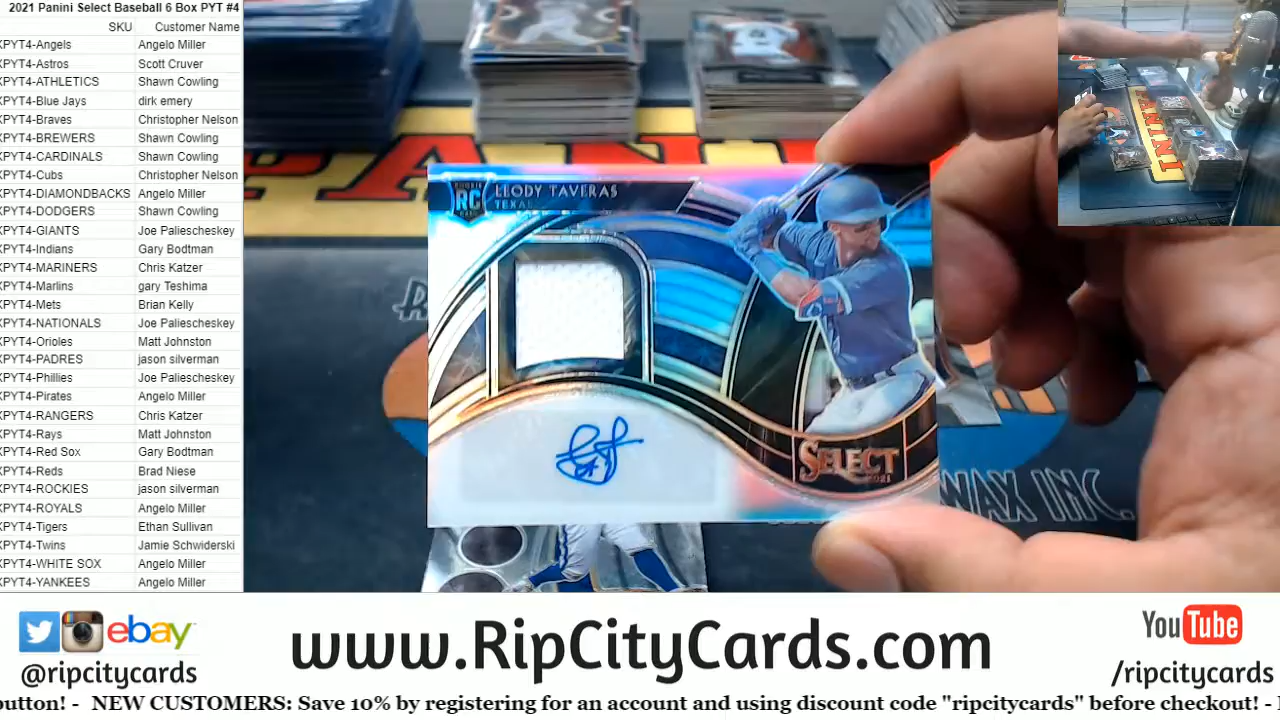 2021 Panini Select Baseball 6 Box PYT #4
SKU Customer Name
XPYT4-Angels Angelo Miller
XPYT4-Astros Scott Cruver
XPYT4-ATHLETICS Shawn Cowling
XPYT4-Blue Jays dirk emery
XPYT4-Braves Christopher Nelson
XPYT4-BREWERS Shawn Cowling
XPYT4-CARDINALS Shawn Cowling
XPYT4-Cubs Christopher Nelson
XPYT4-DIAMONDBACKS Angelo Miller
XPYT4-DODGERS Shawn Cowling
XPYT4-GIANTS Joe Paliescheskey
XPYT4-Indians Gary Bodtman
XPYT4-MARINERS Chris Katzer
XPYT4-Marlins gary Teshima
XPYT4-Mets Brian Kelly
XPYT4-NATIONALS Joe Paliescheskey
XPYT4-Orioles Matt Johnston
XPYT4-PADRES jason silverman
XPYT4-Phillies Joe Paliescheskey
XPYT4-Pirates Angelo Miller
XPYT4-RANGERS Chris Katzer
XPYT4-Rays Matt Johnston
XPYT4-Red Sox Gary Bodtman
XPYT4-Reds Brad Niese
XPYT4-ROCKIES jason silverman
XPYT4-ROYALS Angelo Miller
XPYT4-Tigers Ethan Sullivan
XPYT4-Twins Jamie Schwiderski
XPYT4-WHITE SOX Angelo Miller
XPYT4-YANKEES Angelo Miller
PANINI
RC LEODY TAVERAS
TEXAS
SELECT
2021
WAX INC.
ebay
@ripcitycards
www.RipCityCards.com
YouTube
/ripcitycards
button! - NEW CUSTOMERS: Save 10% by registering for an account and using discount code "ripcitycards" before checkout! -